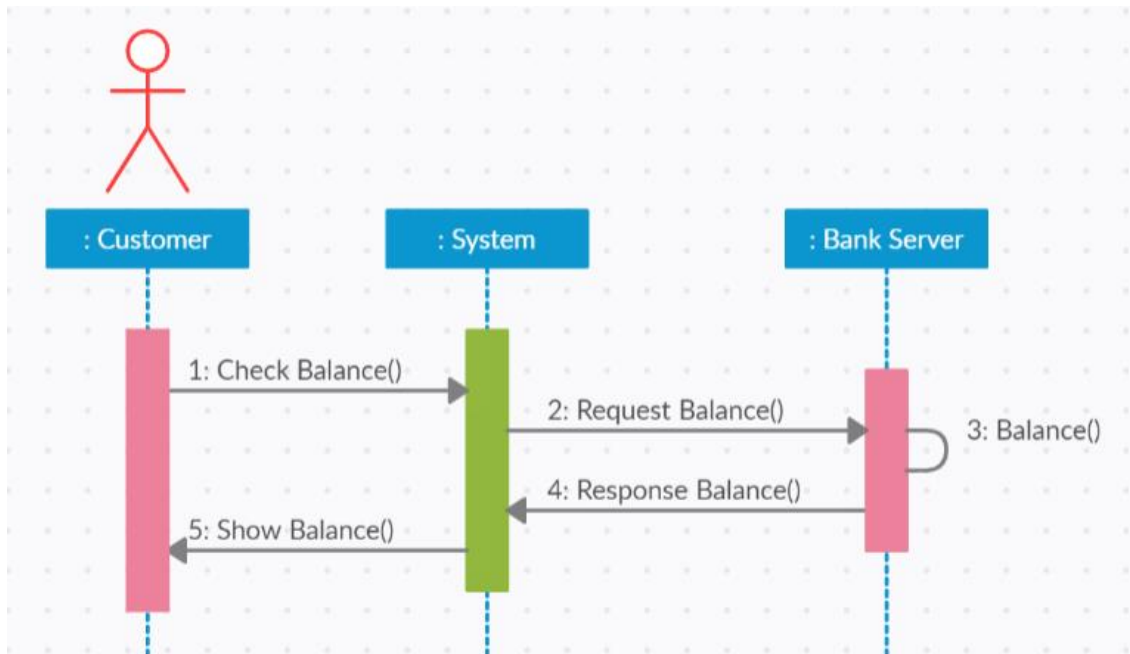 : Customer
: System
: Bank Server
1: Check Balance()
2: Request Balance()
3: Balance()
4: Response Balance()
5: Show Balance()